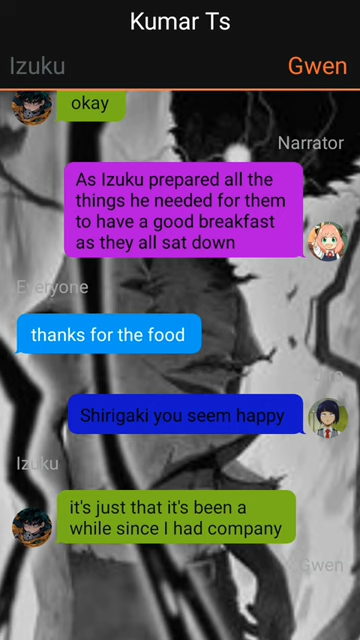 Kumar Ts
Izuku
Gwen
okay
Narrator
As Izuku prepared all the
things he needed for them
to have a good breakfast
as they all sat down
Everyone
thanks for the food
Shirigaki you seem happy
Izuku
it's just that it's been a
while since I had company
Gwen